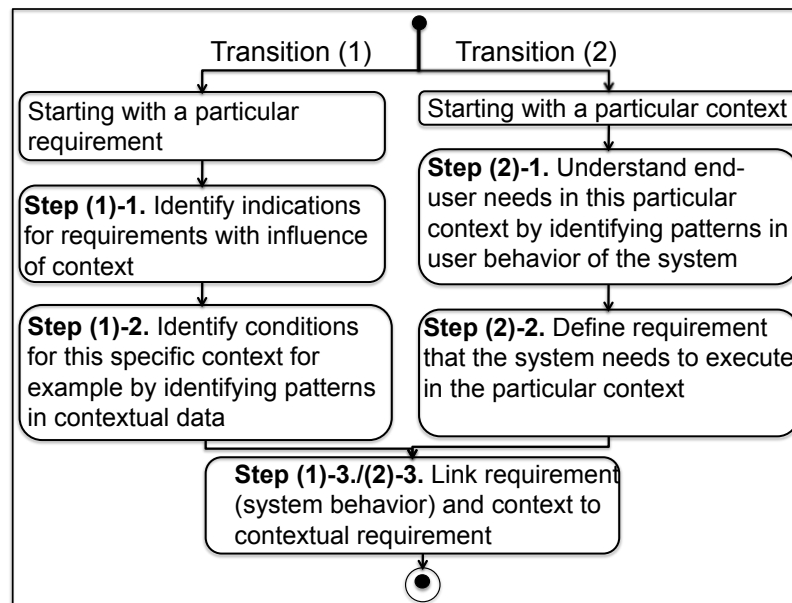 Transition (1)
Transition (2)
Starting with a particular
requirement
Step (1)-1. Identify indications
for requirements with influence
of context
Step (1)-2. Identify conditions
for this specific context for
example by identifying patterns
in contextual data
Starting with a particular context
Step (2)-1. Understand end-
user needs in this particular
context by identifying patterns in
user behavior of the system
Step (2)-2. Define requirement
that the system needs to execute
in the particular context
Step (1)-3./(2)-3. Link requirement
(system behavior) and context to
contextual requirement